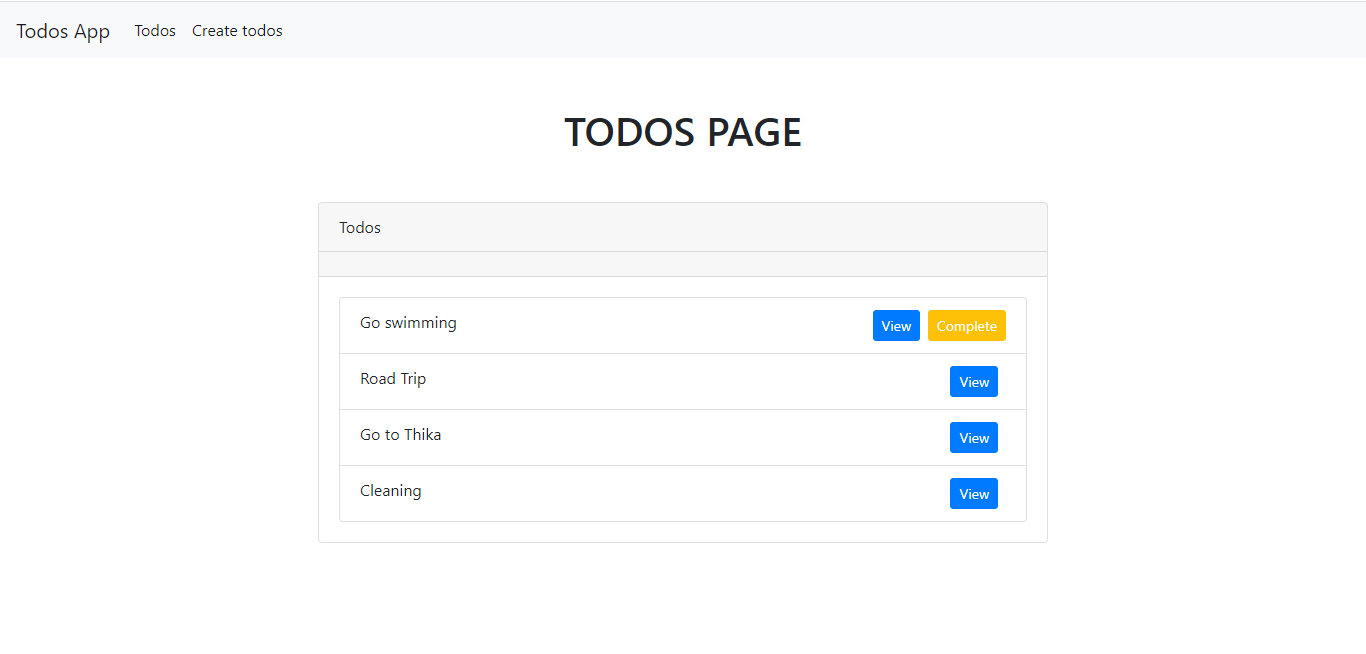 Todos App Todos Create todos
TODOS PAGE
Todos
Go swimming View Complete
Road Trip View
Go to Thika View
Cleaning View